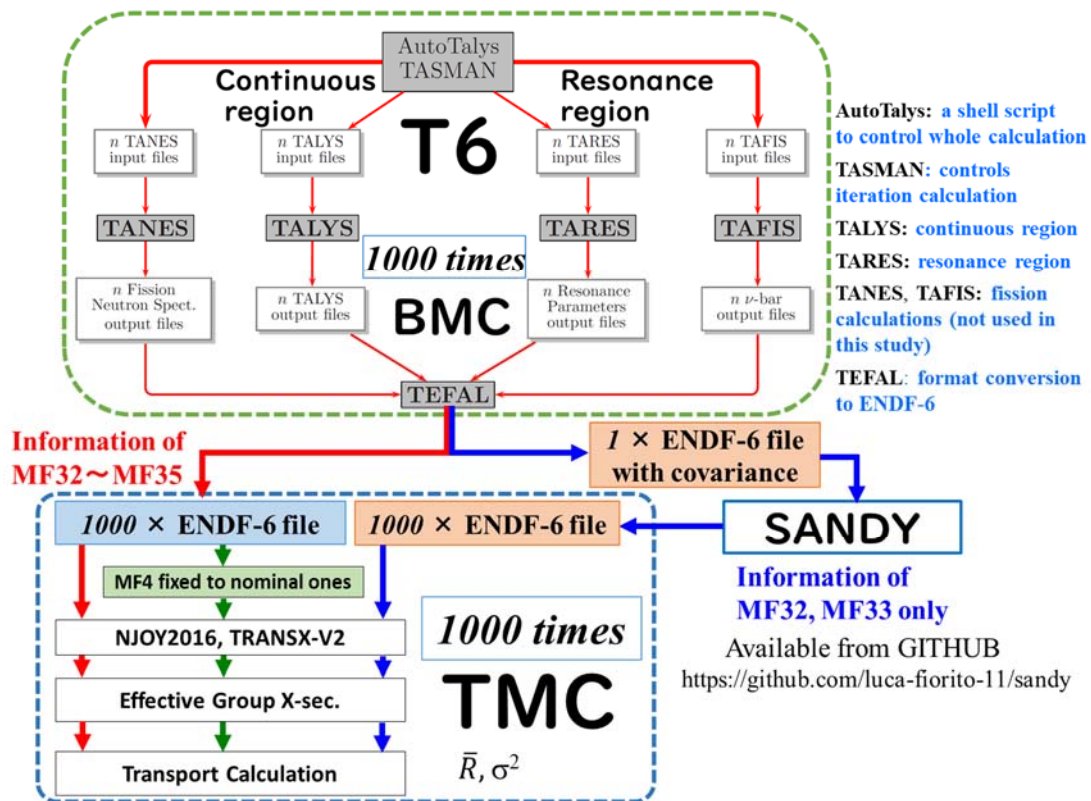 AutoTalys
TASMAN
Continuous
region
Resonance
region
T6
n TANES
input files
n TALYS
input files
n TARES
input files
n TAFIS
input files
TANES
TALYS
TARES
TAFIS
1000 times
BMC
n Fission
Neutron Spect.
output files
n TALYS
output files
n Resonance
Parameters
output files
n ν-bar
output files
TEFAL
AutoTalys: a shell script
to control whole calculation
TASMAN: controls
iteration calculation
TALYS: continuous region
TARES: resonance region
TANES, TAFIS: fission
calculations (not used in
this study)
TEFAL: format conversion
to ENDF-6
Information of
MF32～MF35
1 × ENDF-6 file
with covariance
1000 × ENDF-6 file
1000 × ENDF-6 file
SANDY
MF4 fixed to nominal ones
Information of
MF32, MF33 only
NJOY2016, TRANSX-V2
1000 times
Available from GITHUB
https://github.com/luca-fiorito-11/sandy
Effective Group X-sec.
TMC
Transport Calculation
R̄, σ²